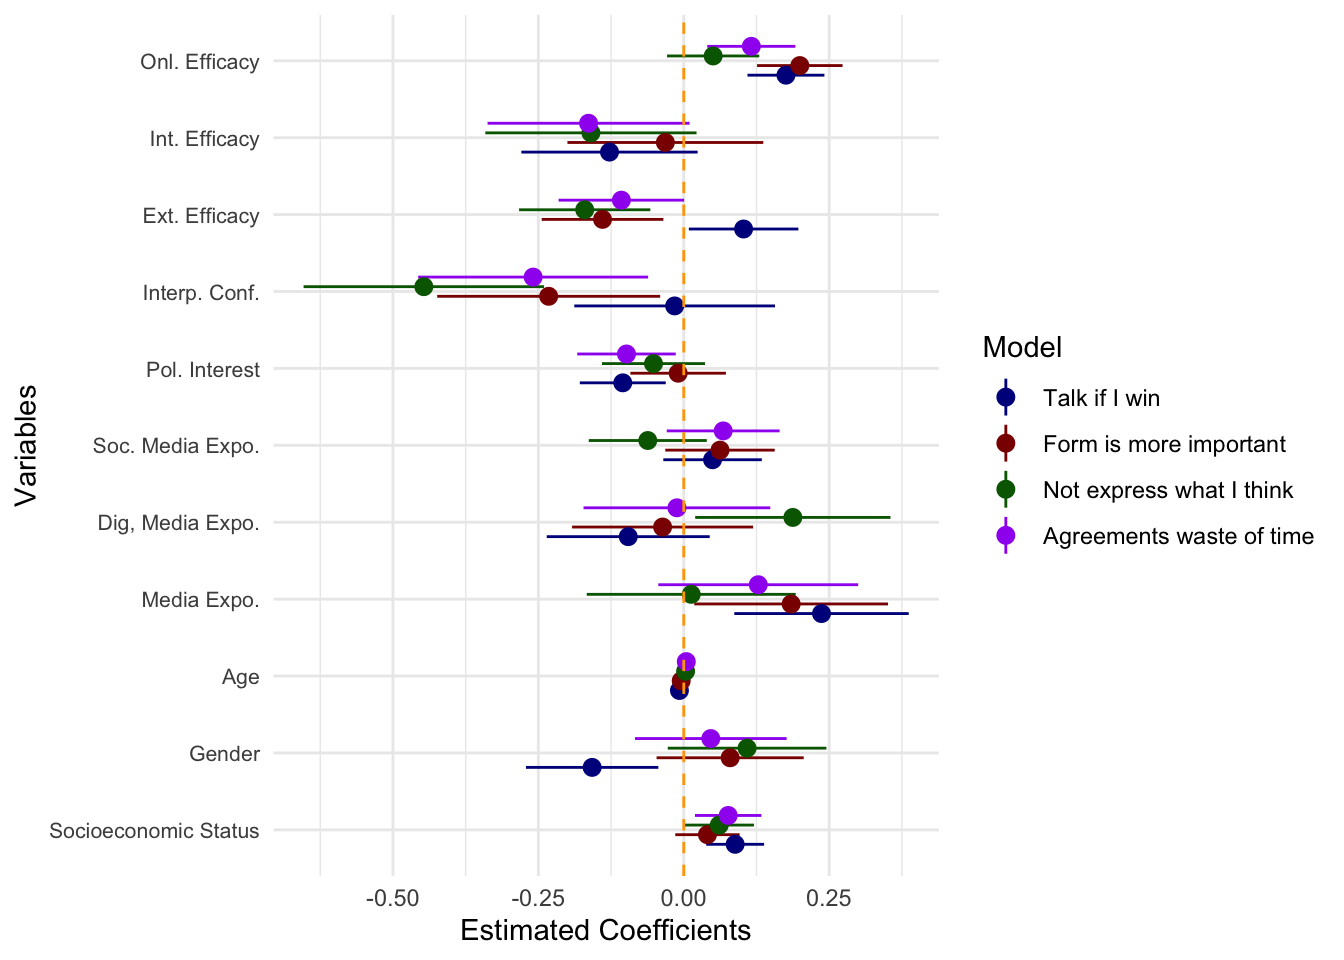 Variables
Onl. Efficacy
Int. Efficacy
Ext. Efficacy
Interp. Conf.
Pol. Interest
Soc. Media Expo.
Dig, Media Expo.
Media Expo.
Age
Gender
Socioeconomic Status
-0.50
-0.25
0.00
0.25
Estimated Coefficients
Model
Talk if I win
Form is more important
Not express what I think
Agreements waste of time